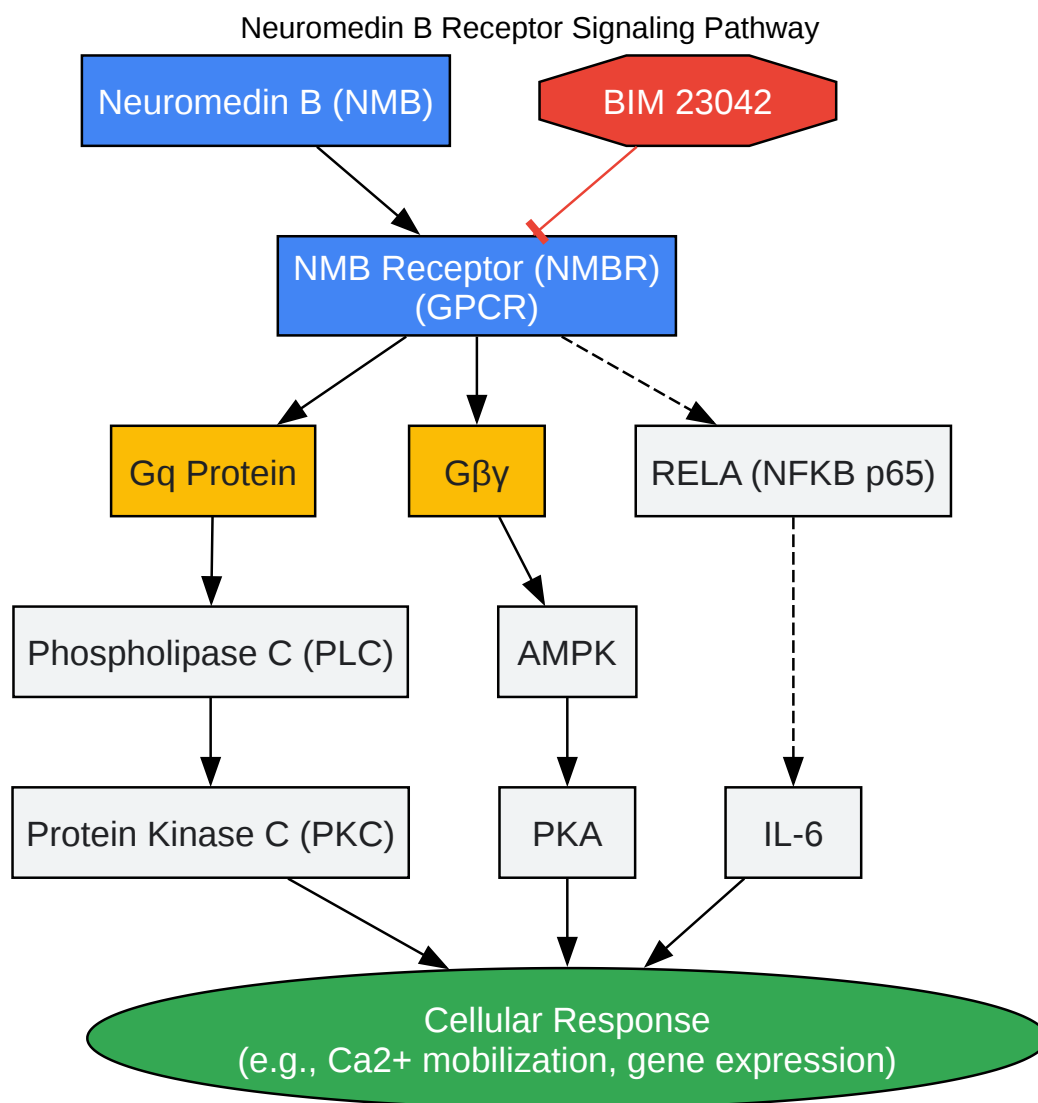 Neuromedin B Receptor Signaling Pathway
Neuromedin B (NMB)
BIM 23042
NMB Receptor (NMBR)
(GPCR)
Gq Protein
Gβγ
RELA (NFKB p65)
Phospholipase C (PLC)
AMPK
Protein Kinase C (PKC)
PKA
IL-6
Cellular Response
(e.g., Ca2+ mobilization, gene expression)